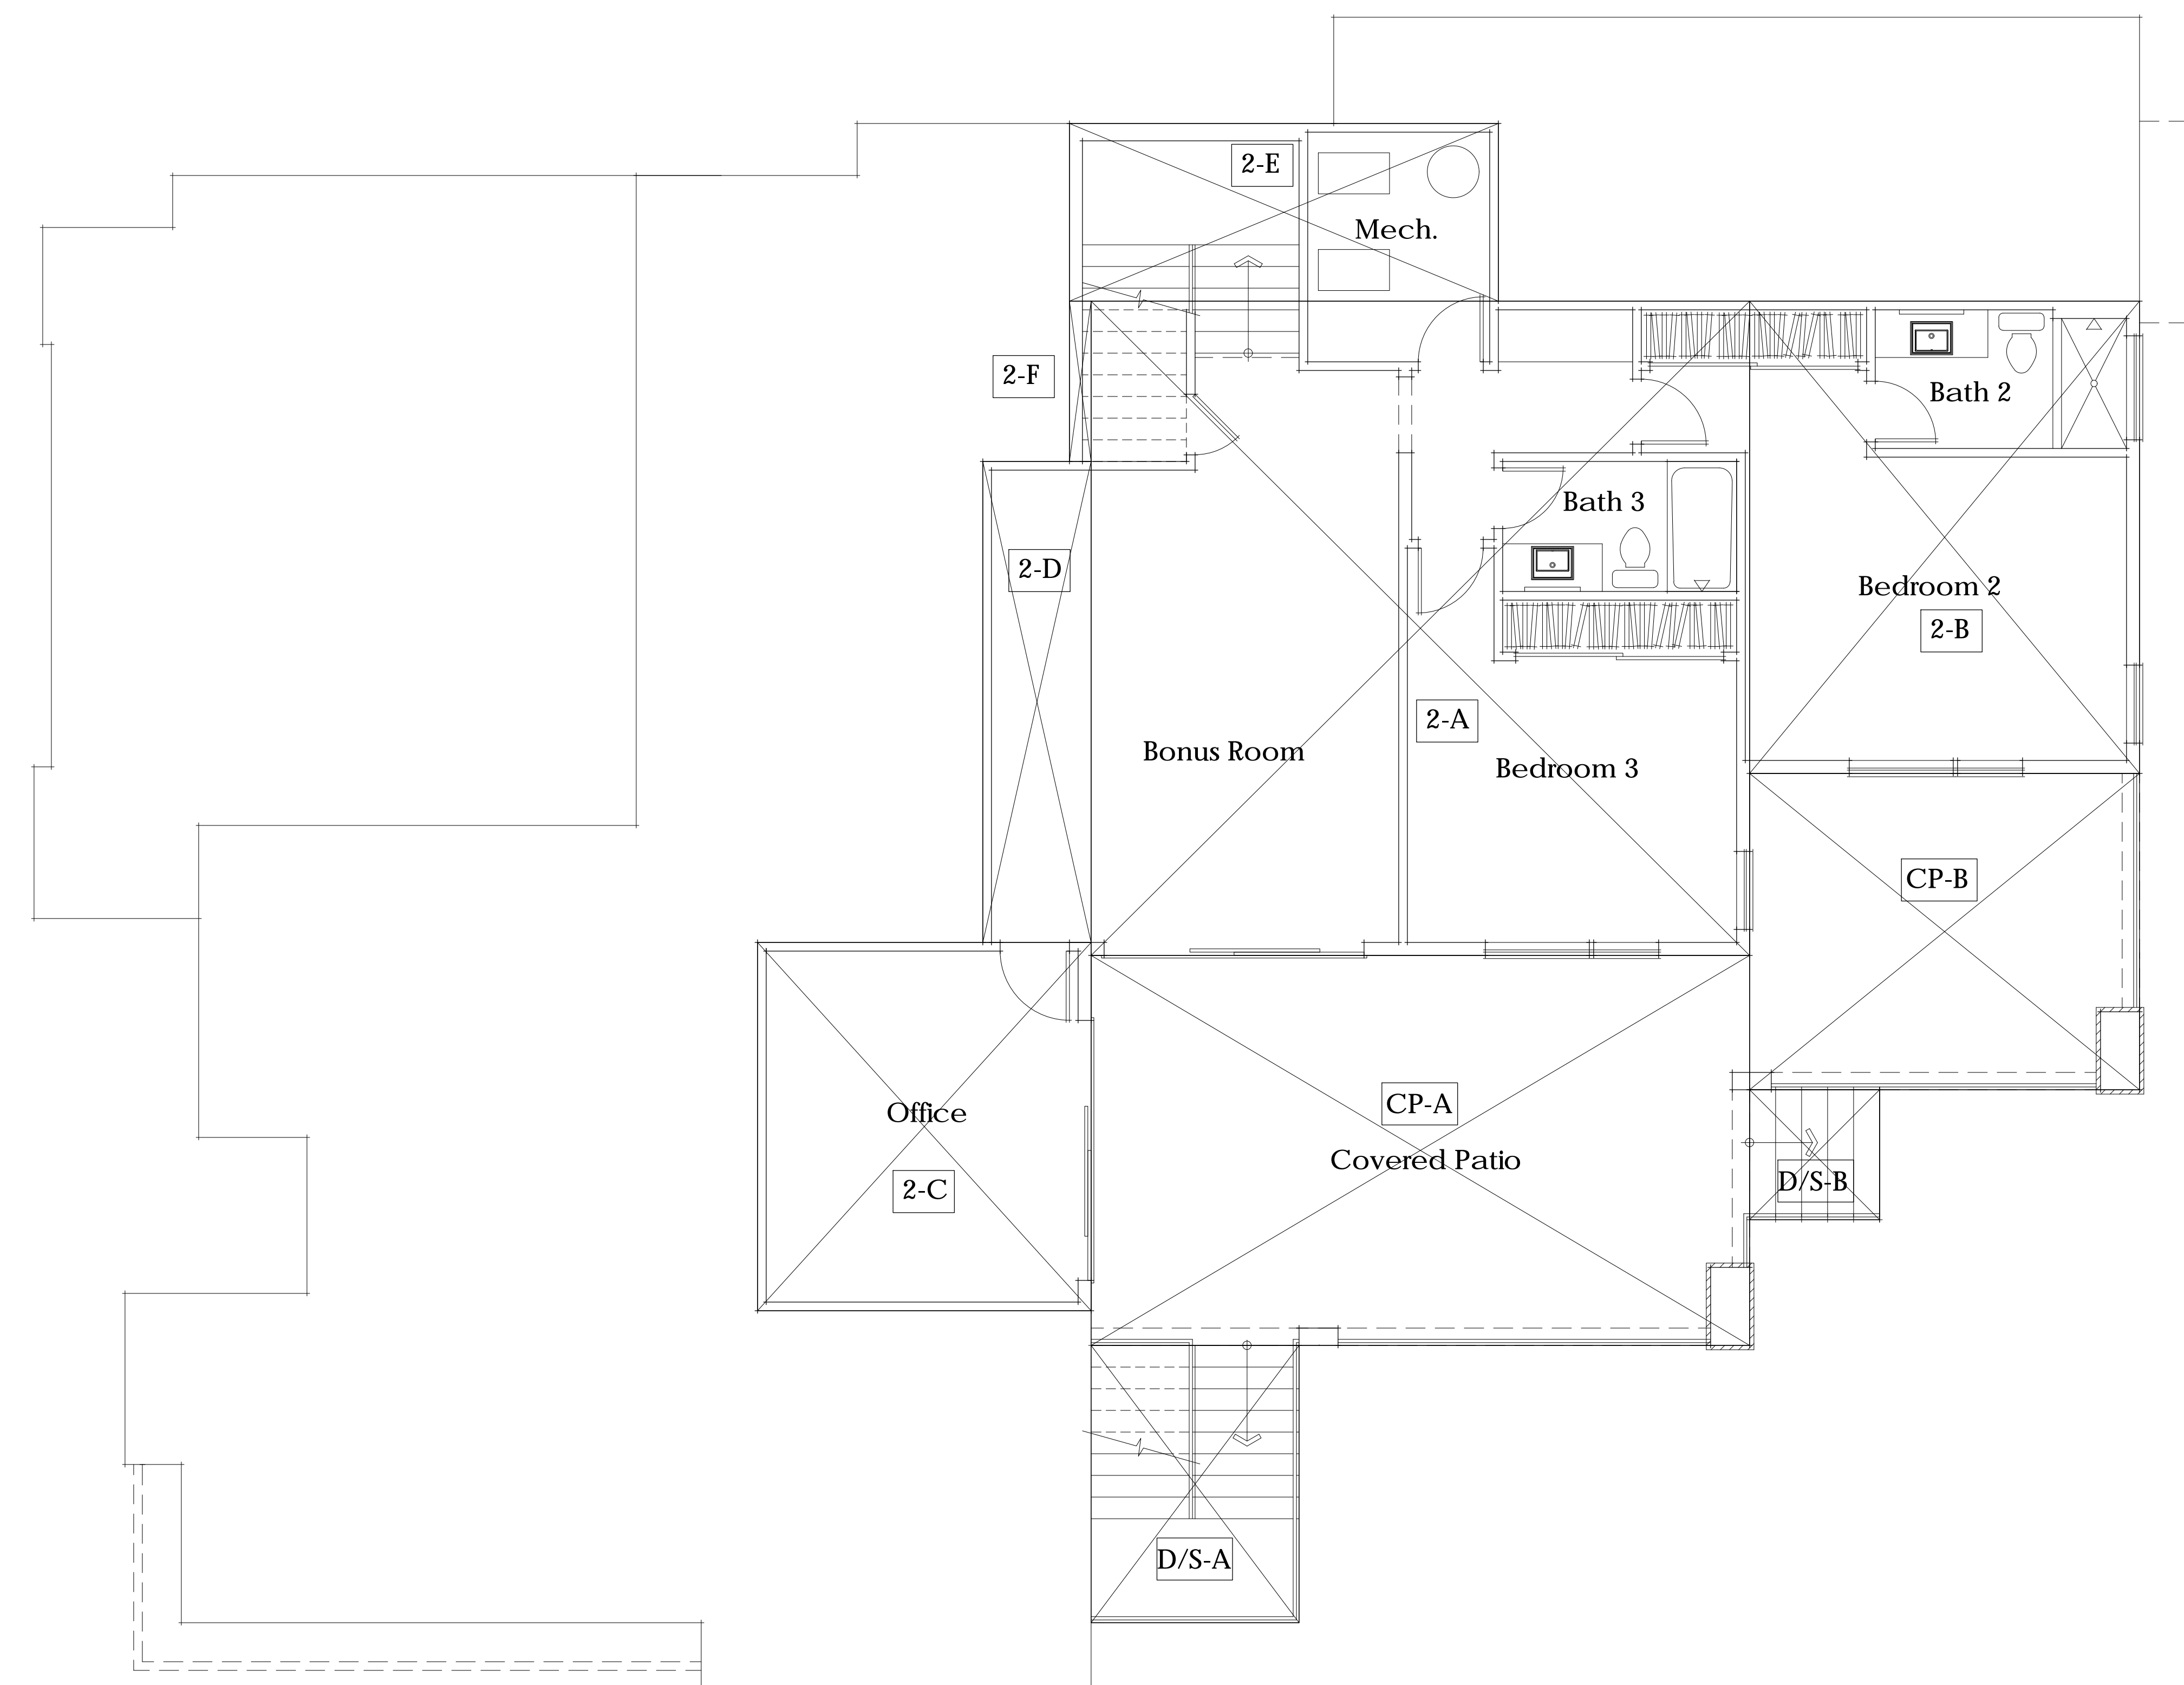 2-E
Mech.
2-F
Bath 2
Bath 3
2-D
Bedroom 2
2-B
2-A
Bonus Room
Bedroom 3
CP-B
CP-A
Office
Covered Patio
2-C
D/S-B
D/S-A